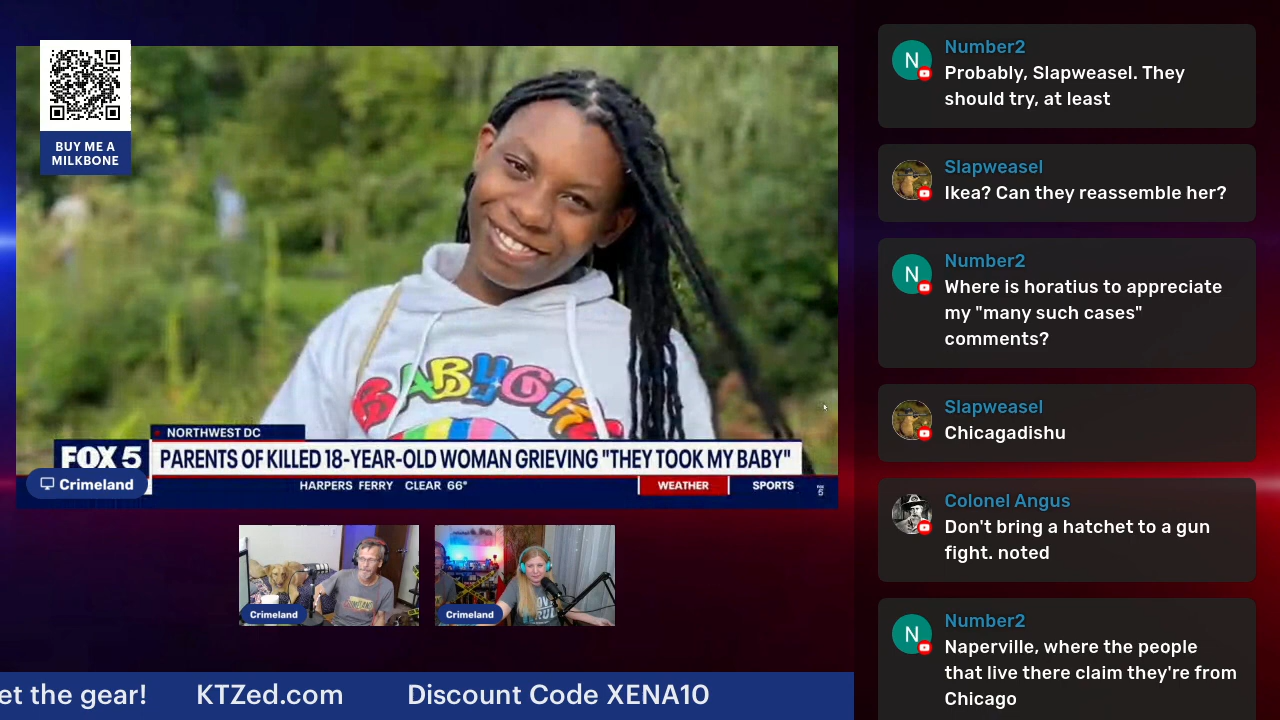 BUY ME A
MILKBONE
BABYGIRL
NORTHWEST DC
FOX 5
PARENTS OF KILLED 18-YEAR-OLD WOMAN GRIEVING "THEY TOOK MY BABY"
Crimeland
HARPERS FERRY CLEAR 66°
WEATHER
SPORTS
Crimeland
Crimeland
et the gear! KTZed.com Discount Code XENA10
Number2
N
Probably, Slapweasel. They
should try, at least
Slapweasel
Ikea? Can they reassemble her?
Number2
N
Where is horatius to appreciate
my "many such cases"
comments?
Slapweasel
Chicagadishu
Colonel Angus
Don't bring a hatchet to a gun
fight. noted
Number2
N
Naperville, where the people
that live there claim they're from
Chicago